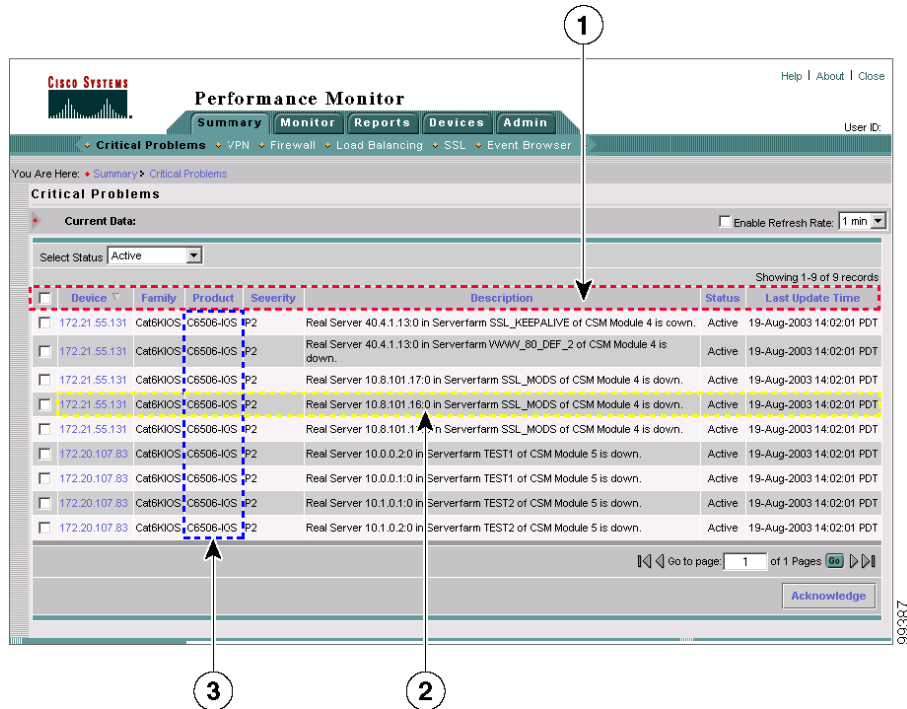 1
Cisco Systems
Performance Monitor
Help | About | Close
Summary Monitor Reports Devices Admin
User ID:
Critical Problems VPN Firewall Load Balancing SSL Event Browser
You Are Here: Summary Critical Problems
Critical Problems
Current Data:
Enable Refresh Rate: 1 min
Select Status Active
Showing 1-9 of 9 records
Device Family Product Severity Description Status Last Update Time
172.21.55.131 Cat6KIOS C6506-IOS P2 Real Server 40.4.1.13:0 in Serverfarm SSL_KEEPALIVE of CSM Module 4 is cown. Active 19-Aug-2003 14:02:01 PDT
172.21.55.131 Cat6KIOS C6506-IOS P2 Real Server 40.4.1.13:0 in Serverfarm WWW_80_DEF_2 of CSM Module 4 is down. Active 19-Aug-2003 14:02:01 PDT
172.21.55.131 Cat6KIOS C6506-IOS P2 Real Server 10.8.101.17:0 in Serverfarm SSL_MODS of CSM Module 4 is down. Active 19-Aug-2003 14:02:01 PDT
172.21.55.131 Cat6KIOS C6506-IOS P2 Real Server 10.8.101.16:0 in Serverfarm SSL_MODS of CSM Module 4 is down. Active 19-Aug-2003 14:02:01 PDT
172.21.55.131 Cat6KIOS C6506-IOS P2 Real Server in Serverfarm SSL_MODS of CSM Module 4 is down. Active 19-Aug-2003 14:02:01 PDT
172.20.107.83 Cat6KIOS C6506-IOS P2 Real Server 10.0.0.2:0 in Serverfarm TEST1 of CSM Module 5 is down. Active 19-Aug-2003 14:02:01 PDT
172.20.107.83 Cat6KIOS C6506-IOS P2 Real Server 10.0.0.1:0 in Serverfarm TEST1 of CSM Module 5 is down. Active 19-Aug-2003 14:02:01 PDT
172.20.107.83 Cat6KIOS C6506-IOS P2 Real Server 10.1.0.1:0 in Serverfarm TEST2 of CSM Module 5 is down. Active 19-Aug-2003 14:02:01 PDT
172.20.107.83 Cat6KIOS C6506-IOS P2 Real Server 10.1.0.2:0 in Serverfarm TEST2 of CSM Module 5 is down. Active 19-Aug-2003 14:02:01 PDT
Go to page: 1 of 1 Pages Go
Acknowledge
99387
3 2